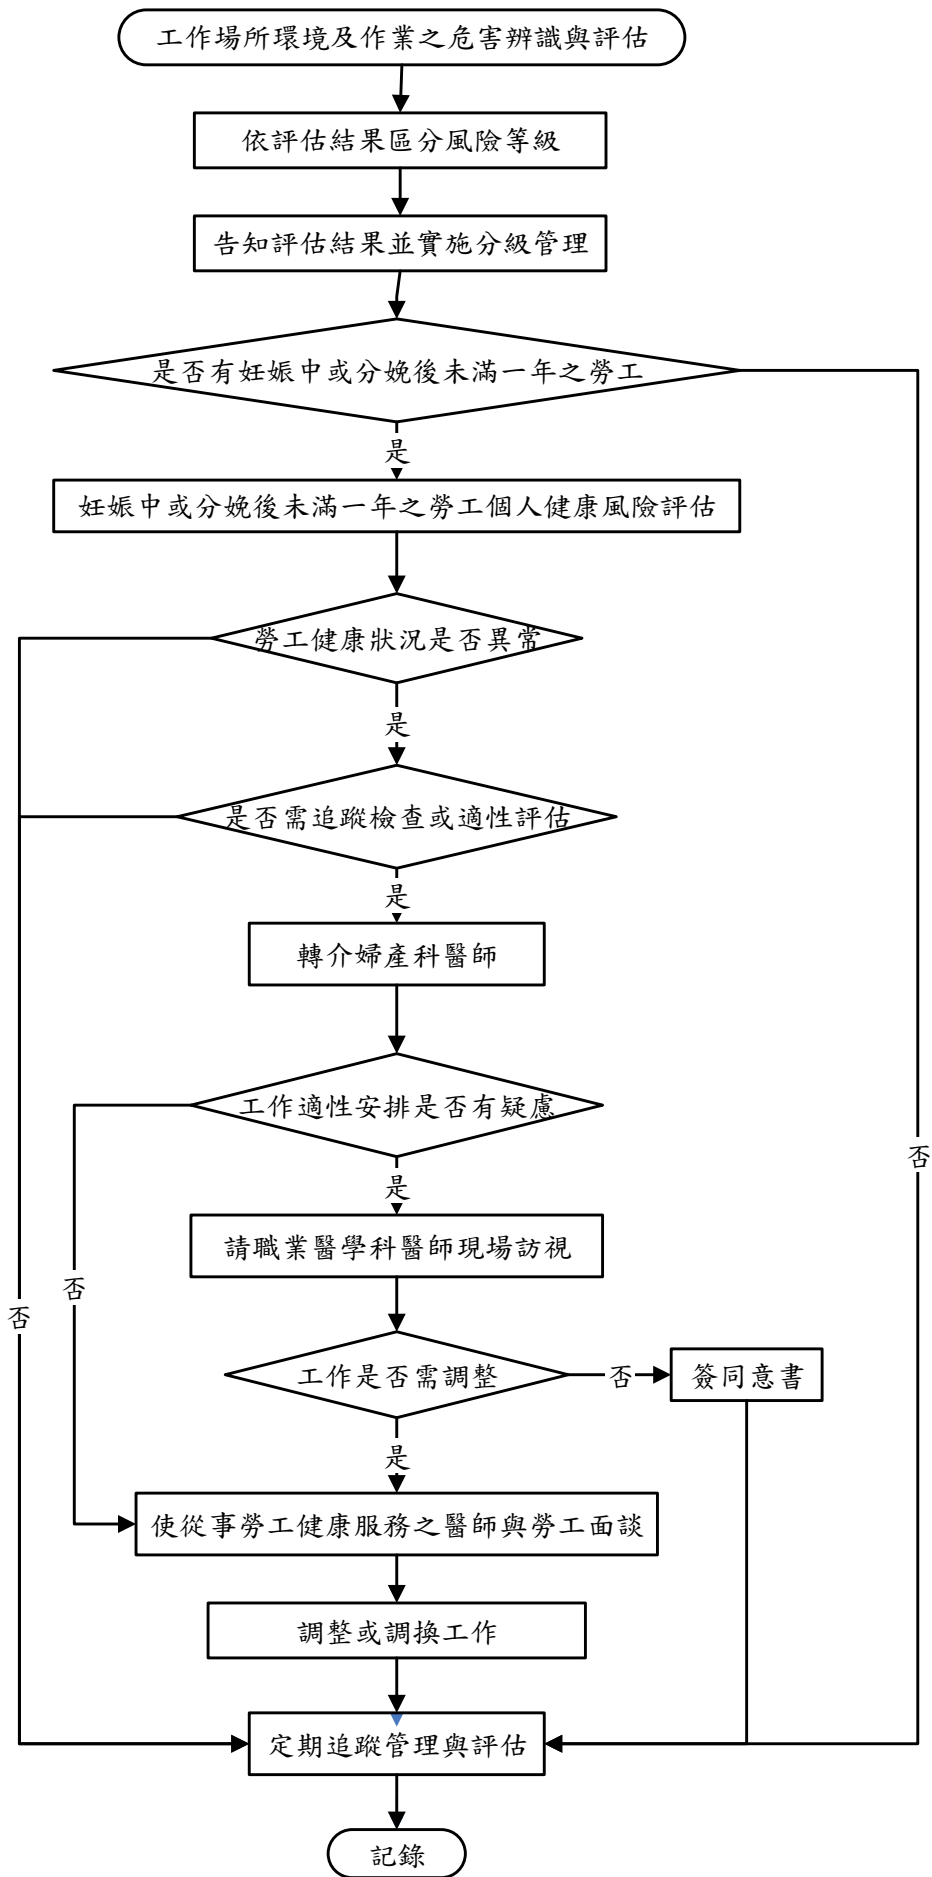 工作場所環境及作業之危害辨識與評估
依評估結果區分風險等級
告知評估結果並實施分級管理
是否有妊娠中或分娩後未滿一年之勞工
是
妊娠中或分娩後未滿一年之勞工個人健康風險評估
勞工健康狀況是否異常
是
是否需追蹤檢查或適性評估
是
轉介婦產科醫師
工作適性安排是否有疑慮
否
是
請職業醫學科醫師現場訪視
否
否
工作是否需調整
否
簽同意書
是
使從事勞工健康服務之醫師與勞工面談
調整或調換工作
定期追蹤管理與評估
記錄